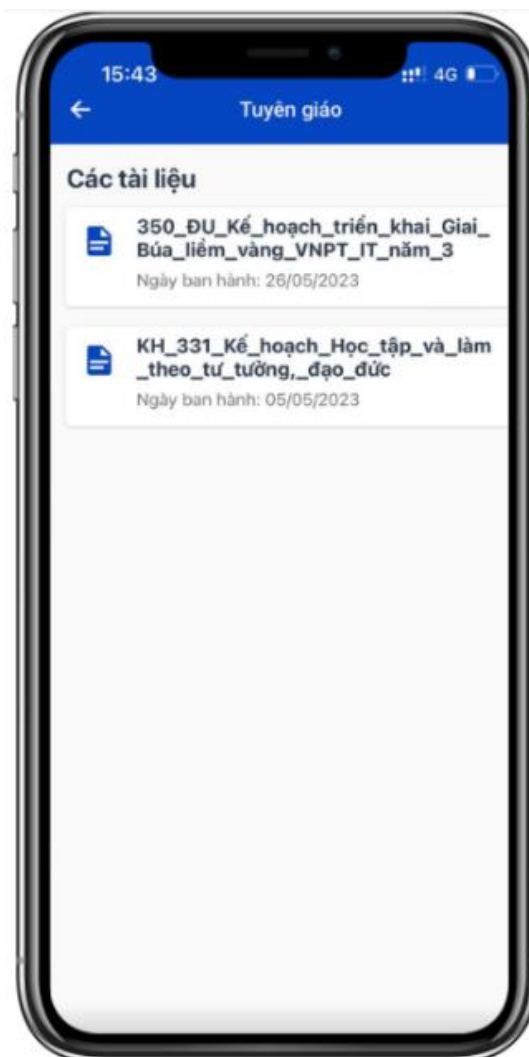 15:43 4G
Tuyên giáo
Các tài liệu
350_ĐU_Kế_hoạch_triển_khai_Giai_
Búa_liềm_vàng_VNPT_IT_năm_3
Ngày ban hành: 26/05/2023
KH_331_Kế_hoạch_Học_tập_và_làm
_theo_tư_tưởng,_đạo_đức
Ngày ban hành: 05/05/2023